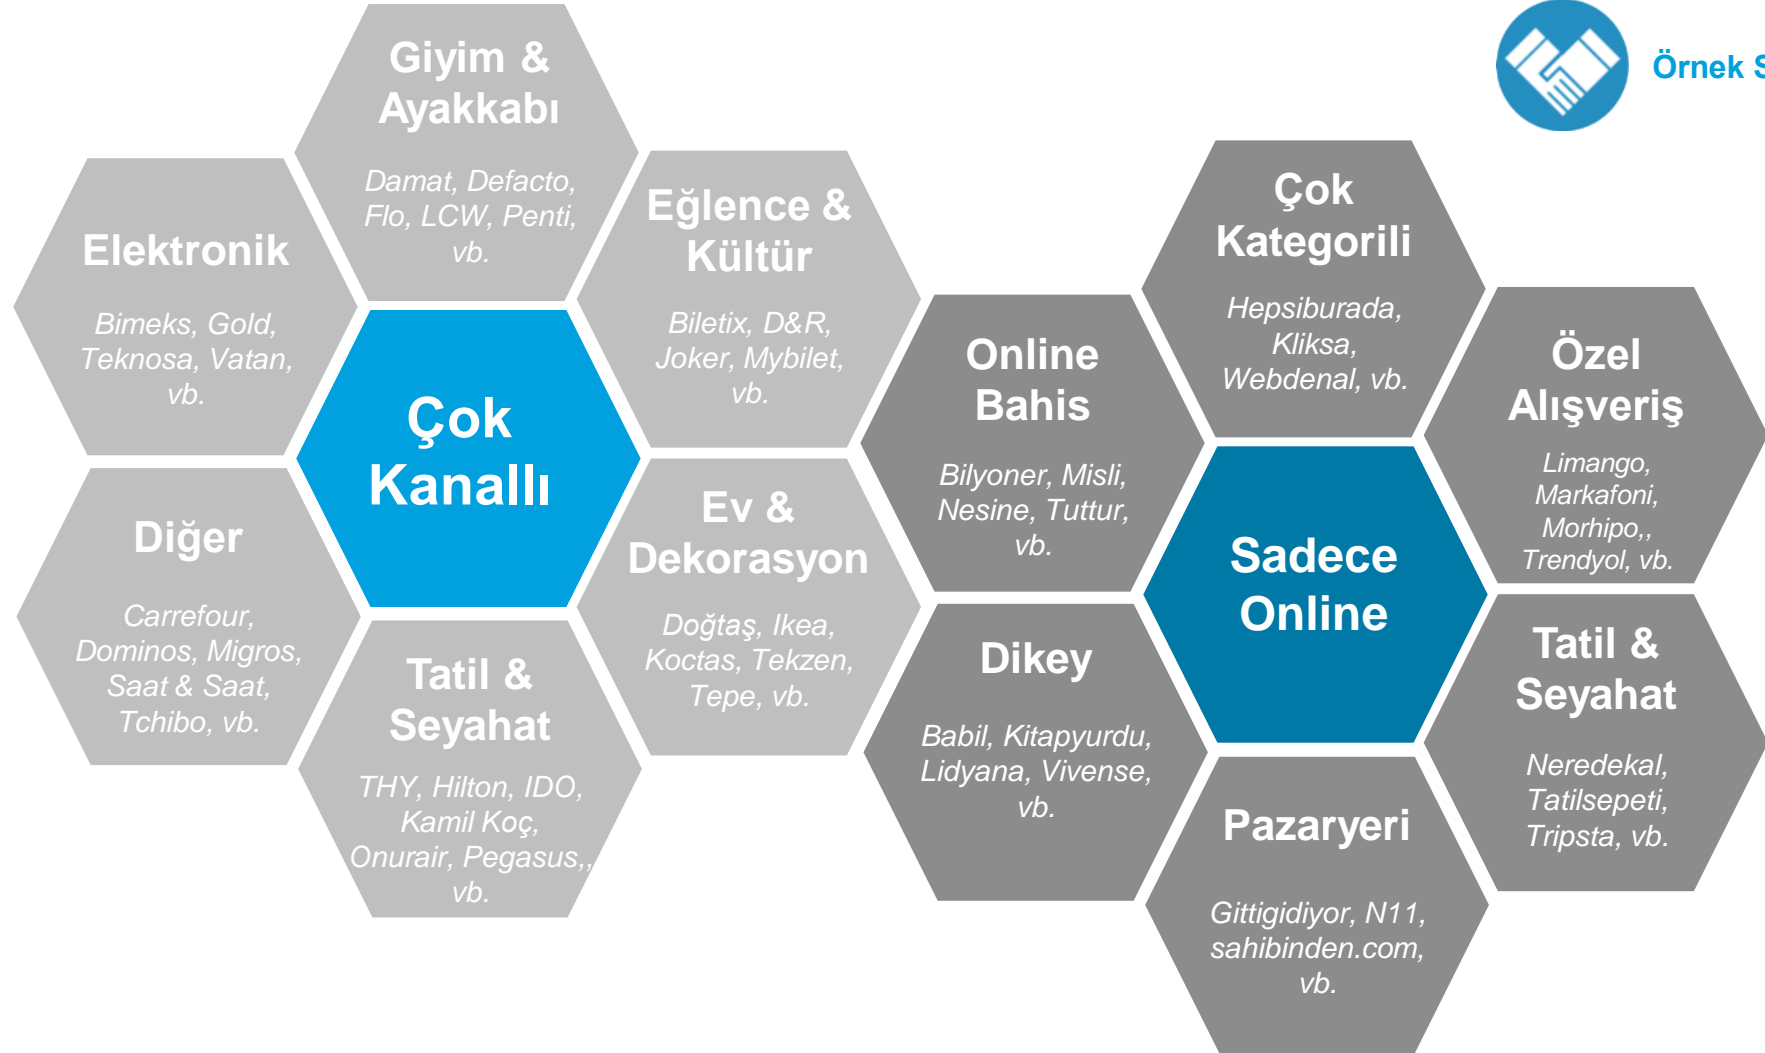 Örnek S
Giyim &
Ayakkabı
Damat, Defacto,
Flo, LCW, Penti,
vb.
Elektronik
Bimeks, Gold,
Teknosa, Vatan,
vb.
Eğlence &
Kültür
Biletix, D&R,
Joker, Mybilet,
vb.
Çok
Kanallı
Diğer
Carrefour,
Dominos, Migros,
Saat & Saat,
Tchibo, vb.
Ev &
Dekorasyon
Doğtaş, Ikea,
Koctas, Tekzen,
Tepe, vb.
Tatil &
Seyahat
THY, Hilton, IDO,
Kamil Koç,
Onurair, Pegasus,,
vb.
Çok
Kategorili
Hepsiburada,
Kliksa,
Webdenal, vb.
Online
Bahis
Bilyoner, Misli,
Nesine, Tuttur,
vb.
Özel
Alışveriş
Limango,
Markafoni,
Morhipo,,
Trendyol, vb.
Sadece
Online
Dikey
Babil, Kitapyurdu,
Lidyana, Vivense,
vb.
Tatil &
Seyahat
Neredekal,
Tatilsepeti,
Tripsta, vb.
Pazaryeri
Gittigidiyor, N11,
sahibinden.com,
vb.